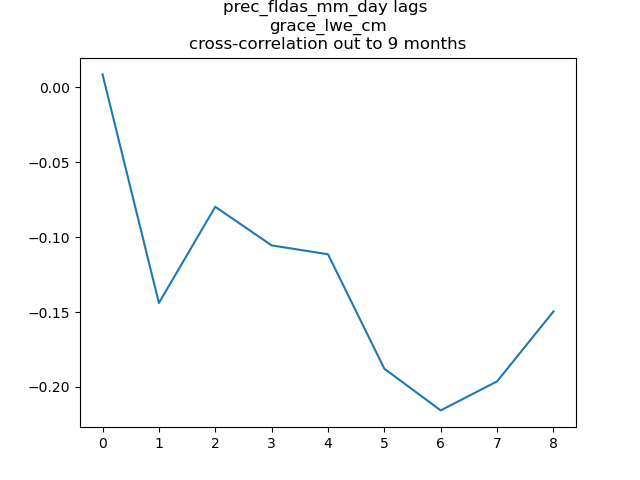 prec_fldas_mm_day lags
grace_lwe_cm
cross-correlation out to 9 months
0.00
−0.05
−0.10
−0.15
−0.20
0 1 2 3 4 5 6 7 8